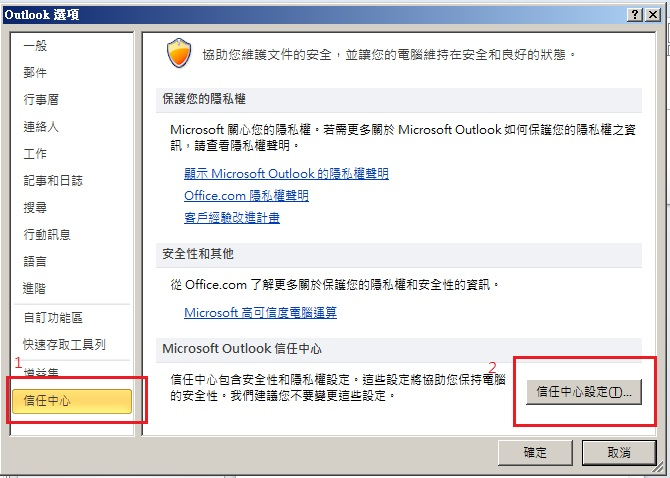 Outlook 選項
一般
郵件
行事曆
連絡人
工作
記事和日誌
搜尋
行動訊息
語言
進階
自訂功能區
快速存取工具列
1
增益集
信任中心
協助您維護文件的安全，並讓您的電腦維持在安全和良好的狀態。
保護您的隱私權
Microsoft 關心您的隱私權。若需更多關於 Microsoft Outlook 如何保護您的隱私權之資
訊，請查看隱私權聲明。
顯示 Microsoft Outlook 的隱私權聲明
Office.com 隱私權聲明
客戶經驗改進計畫
安全性和其他
從 Office.com 了解更多關於保護您的隱私權和安全性的資訊。
Microsoft 高可信度電腦運算
Microsoft Outlook 信任中心
2
信任中心包含安全性和隱私權設定。這些設定將協助您保持電腦
的安全性。我們建議您不要變更這些設定。
信任中心設定(T)...
確定
取消